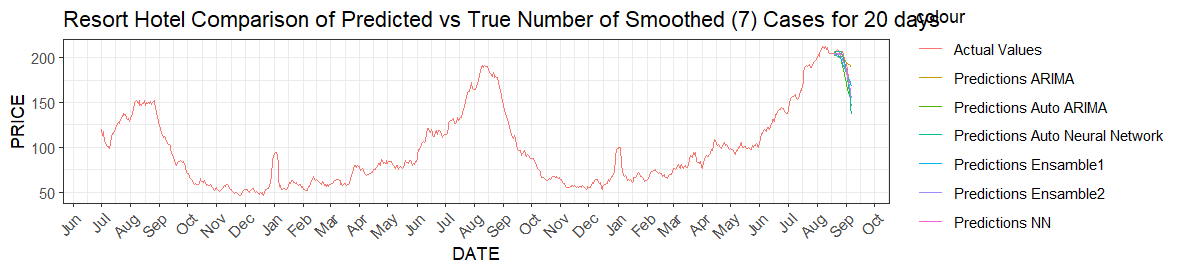 Resort Hotel Comparison of Predicted vs True Number of Smoothed (7) Cases for 20 days -
colour
PRICE
200
150
100
50
Jun Jul Aug Sep Oct Nov Dec Jan Feb Mar Apr May Jun Jul Aug Sep Oct Nov Dec Jan Feb Mar Apr May Jun Jul Aug Sep Oct
DATE
Actual Values
Predictions ARIMA
Predictions Auto ARIMA
Predictions Auto Neural Network
Predictions Ensamble1
Predictions Ensamble2
Predictions NN